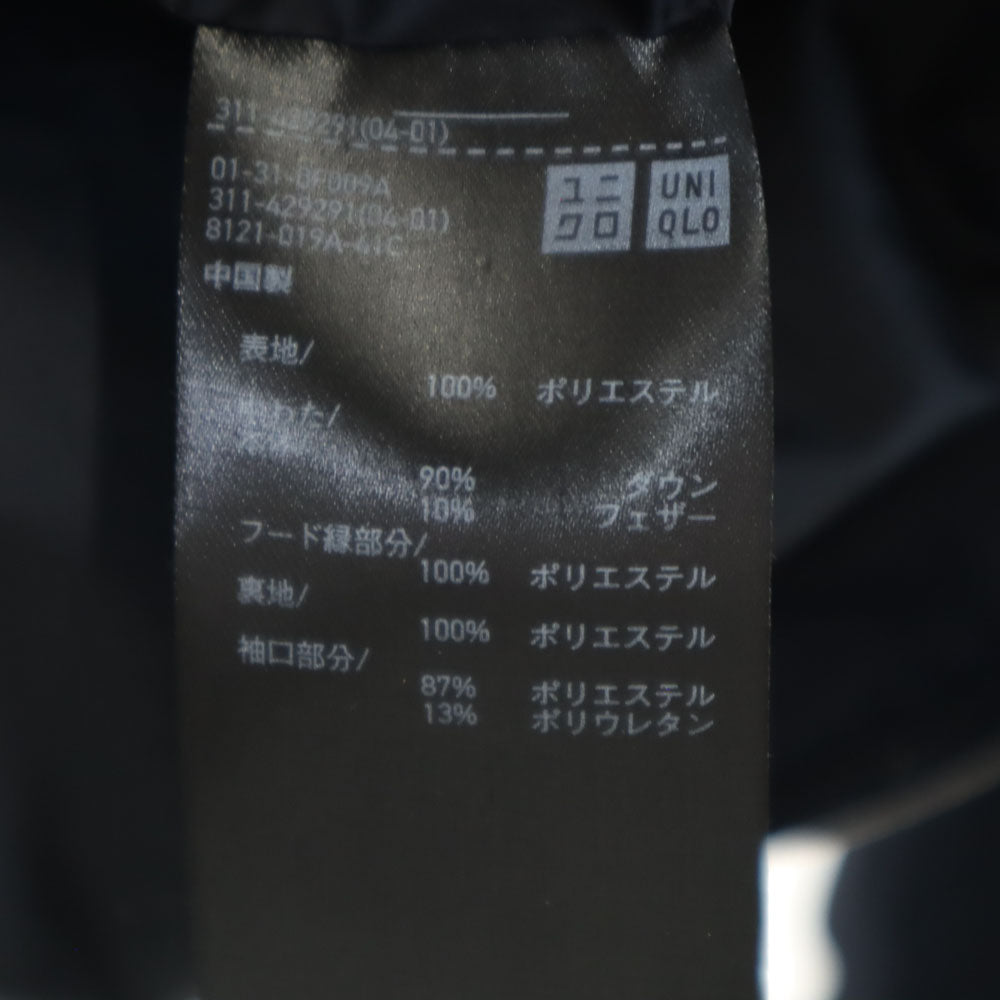 311-429291(04-01)
01-31-0F009A
311-429291(04-01)
8121-019A-41C
中国製
ユニ
クロ
UNI
QLO
表地/
100% ポリエステル
中わた/
90% ダウン
10% フェザー
フード縁部分/
100% ポリエステル
裏地/
100% ポリエステル
袖口部分/
87% ポリエステル
13% ポリウレタン